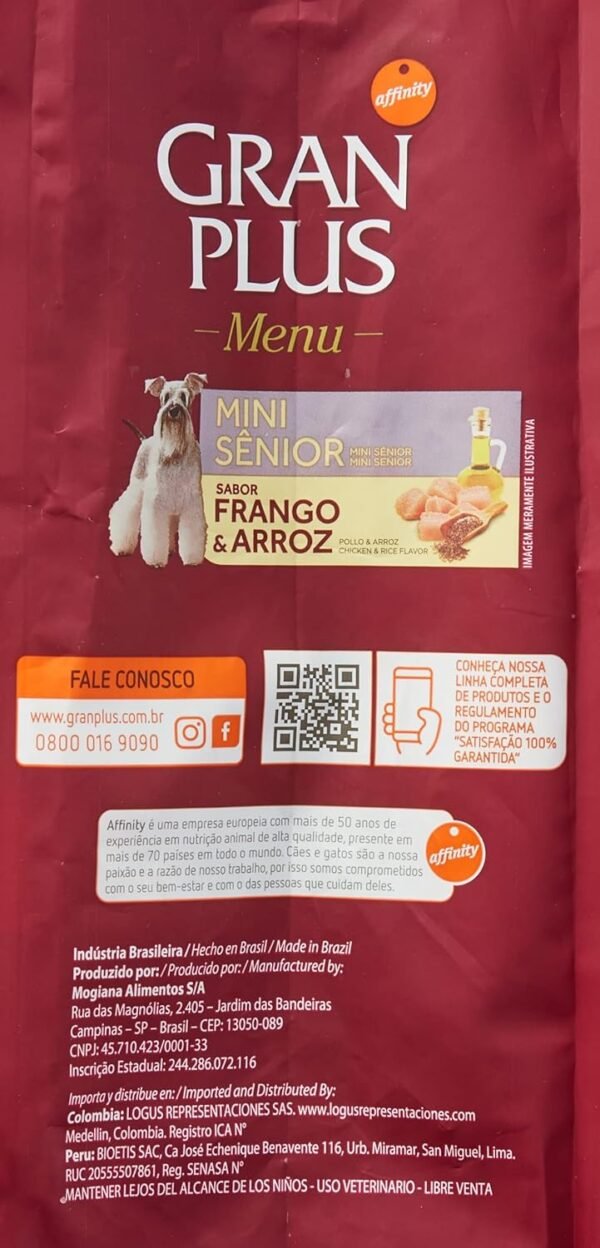 affinity
GRAN
PLUS
Menu
MINI
SÊNIOR
MINI SÉNIOR
MINI SENIOR
SABOR
FRANGO
& ARROZ
POLLO & ARROZ
CHICKEN & RICE FLAVOR
IMAGEM MERAMENTE ILUSTRATIVA
FALE CONOSCO
www.granplus.com.br
0800 016 9090
CONHEÇA NOSSA
LINHA COMPLETA
DE PRODUTOS E O
REGULAMENTO
DO PROGRAMA
"SATISFAÇÃO 100%
GARANTIDA"
Affinity é uma empresa europeia com mais de 50 anos de
experiência em nutrição animal de alta qualidade, presente em
mais de 70 países em todo o mundo. Cães e gatos são a nossa
paixão e a razão de nosso trabalho, por isso somos comprometidos
com o seu bem-estar e com o das pessoas que cuidam deles.
affinity
Indústria Brasileira / Hecho en Brasil / Made in Brazil
Produzido por: / Producido por: / Manufactured by:
Mogiana Alimentos S/A
Rua das Magnólias, 2.405 – Jardim das Bandeiras
Campinas – SP – Brasil – CEP: 13050-089
CNPJ: 45.710.423/0001-33
Inscrição Estadual: 244.286.072.116
Importa y distribue en: / Imported and Distributed By:
Colombia: LOGUS REPRESENTACIONES SAS. www.logusrepresentaciones.com
Medellin, Colombia. Registro ICA N°
Peru: BIOETIS SAC, Ca José Echenique Benavente 116, Urb. Miramar, San Miguel, Lima.
RUC 20555507861, Reg. SENASA N°
MANTENER LEJOS DEL ALCANCE DE LOS NIÑOS - USO VETERINARIO - LIBRE VENTA